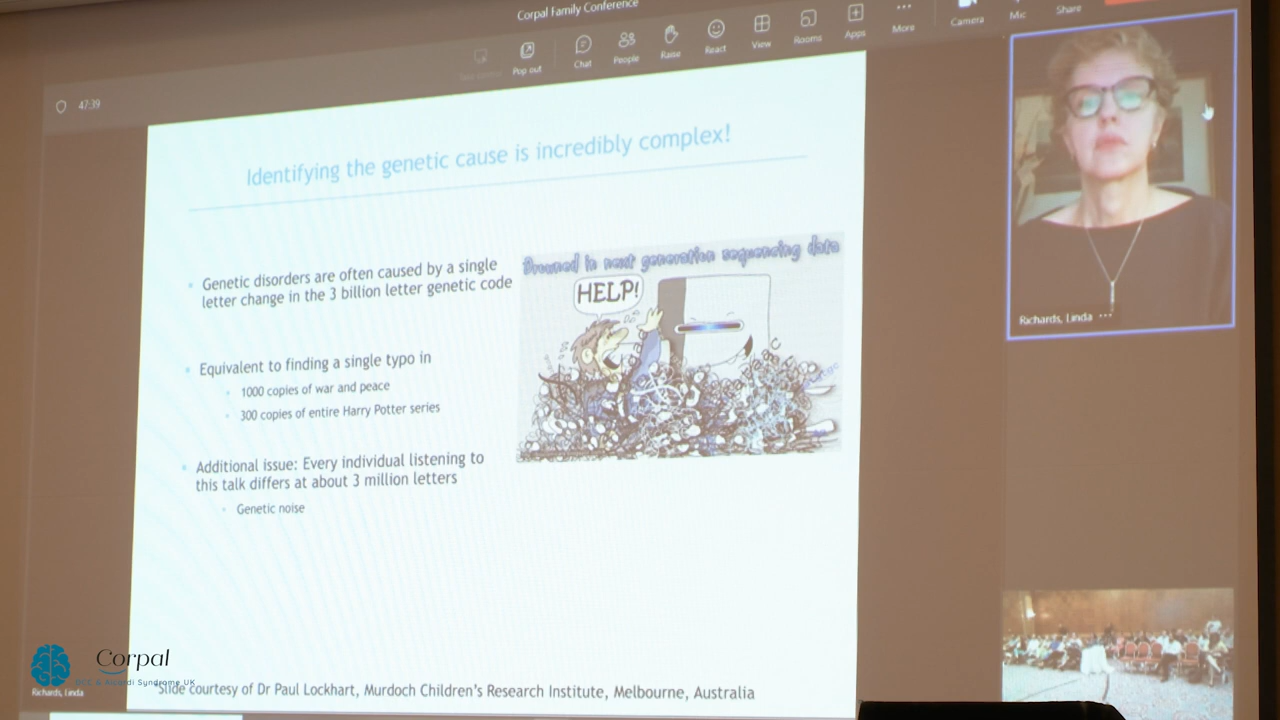 Corpal Family Conference
Pop out
Chat
People
Raise
React
View
Rooms
Apps
More
Camera
Mic
Share
47:39
Identifying the genetic cause is incredibly complex!
Genetic disorders are often caused by a single
letter change in the 3 billion letter genetic code
Equivalent to finding a single typo in
1000 copies of war and peace
300 copies of entire Harry Potter series
Additional issue: Every individual listening to
this talk differs at about 3 million letters
Genetic noise
Drowned in next generation sequencing data
HELP!
Richards, Linda
Corpal
ACC & Aicardi Syndrome UK
Richards, Linda
Slide courtesy of Dr Paul Lockhart, Murdoch Children's Research Institute, Melbourne, Australia